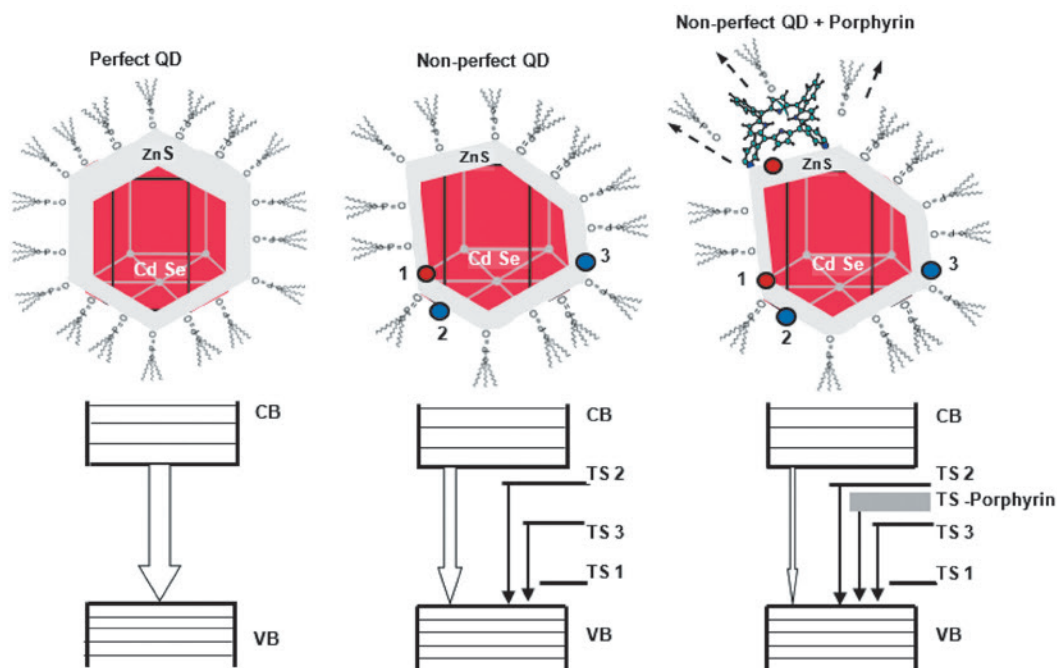 Perfect QD
Non-perfect QD
Non-perfect QD + Porphyrin
ZnS
ZnS
ZnS
Cd Se
Cd Se
Cd Se
1
2
3
1
2
3
CB
VB
CB
TS 2
TS 3
TS 1
VB
CB
TS 2
TS -Porphyrin
TS 3
TS 1
VB